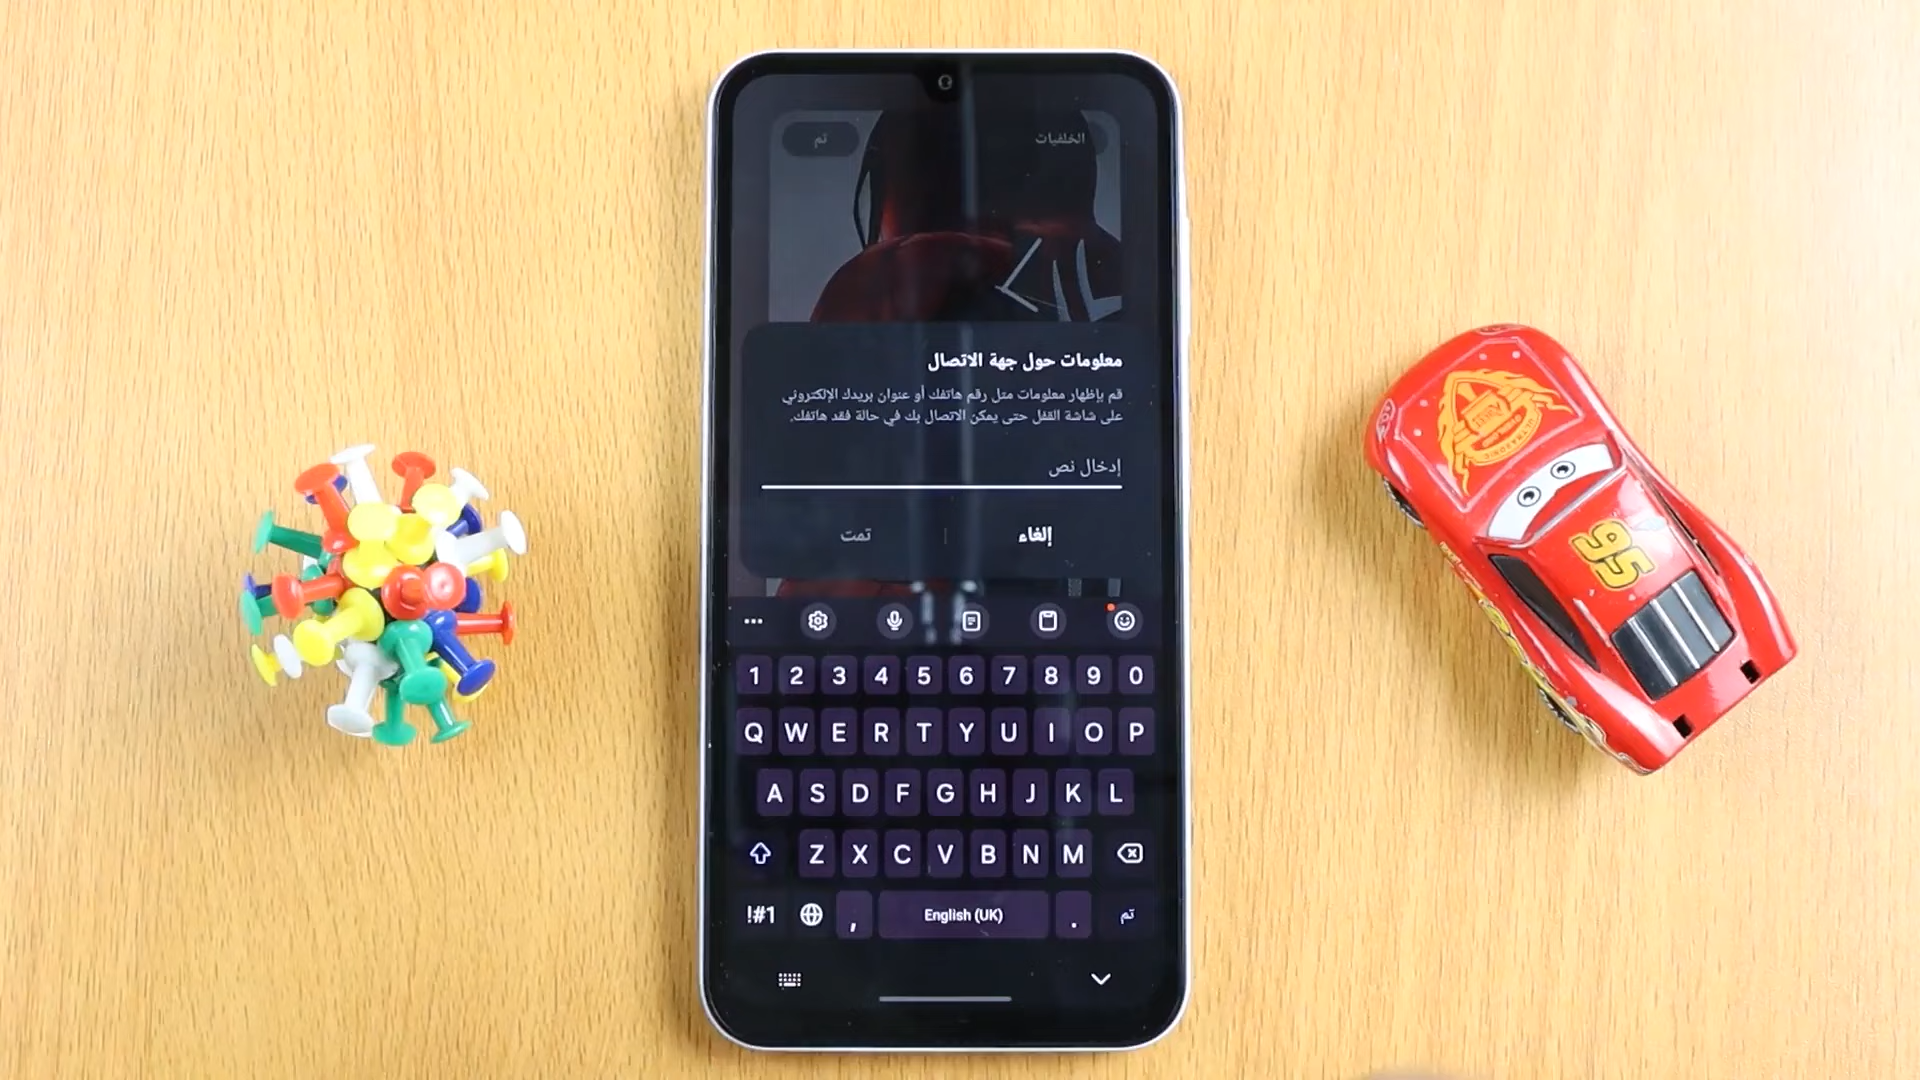 الخلفيات
تم
معلومات حول جهة الاتصال
قم بإظهار معلومات مثل رقم هاتفك أو عنوان بريدك الإلكتروني
على شاشة القفل حتى يمكن الاتصال بك في حالة فقد هاتفك.
إدخال نص
إلغاء
تمت
1 2 3 4 5 6 7 8 9 0
Q W E R T Y U I O P
A S D F G H J K L
Z X C V B N M
!#1 , English (UK) . تم
95